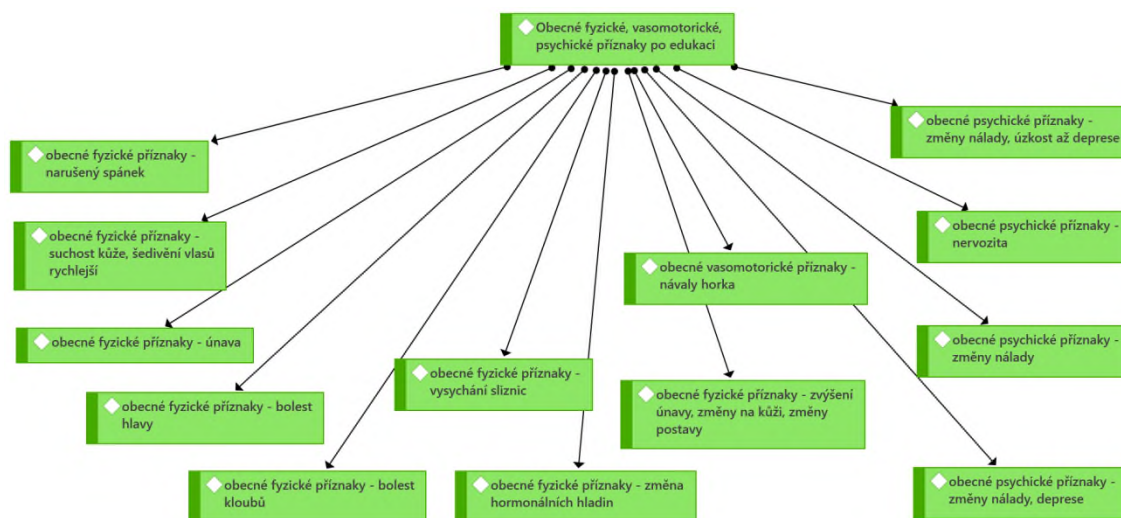 Obecné fyzické, vasomotorické,
psychické příznaky po edukaci
obecné psychické příznaky -
změny nálady, úzkost až deprese
obecné fyzické příznaky -
narušený spánek
obecné fyzické příznaky -
suchost kůže, šedivění vlasů
rychlejší
obecné psychické příznaky -
nervozita
obecné vasomotorické příznaky -
návaly horka
obecné fyzické příznaky - únava
obecné psychické příznaky -
změny nálady
obecné fyzické příznaky -
vysychání sliznic
obecné fyzické příznaky - zvýšení
únavy, změny na kůži, změny
postavy
obecné fyzické příznaky - bolest
hlavy
obecné fyzické příznaky - bolest
kloubů
obecné fyzické příznaky - změna
hormonálních hladin
obecné psychické příznaky -
změny nálady, deprese